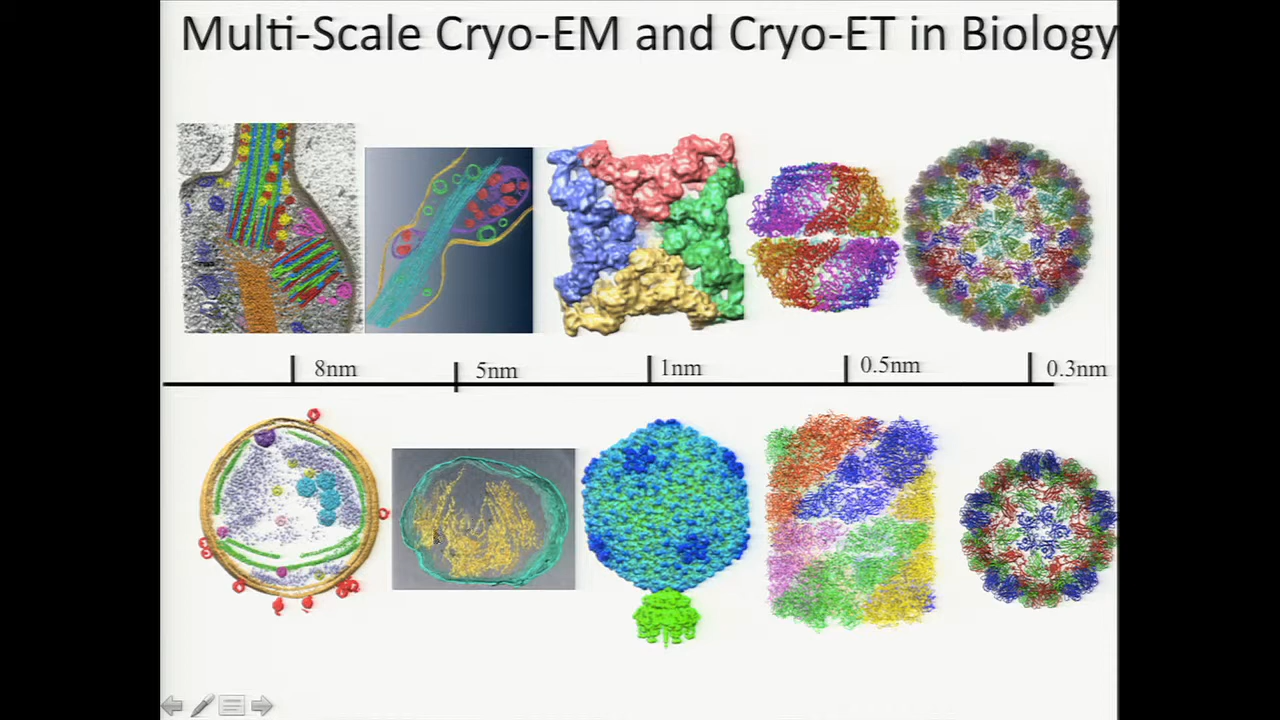 Multi-Scale Cryo-EM and Cryo-ET in Biology
8nm
5nm
1nm
0.5nm
0.3nm